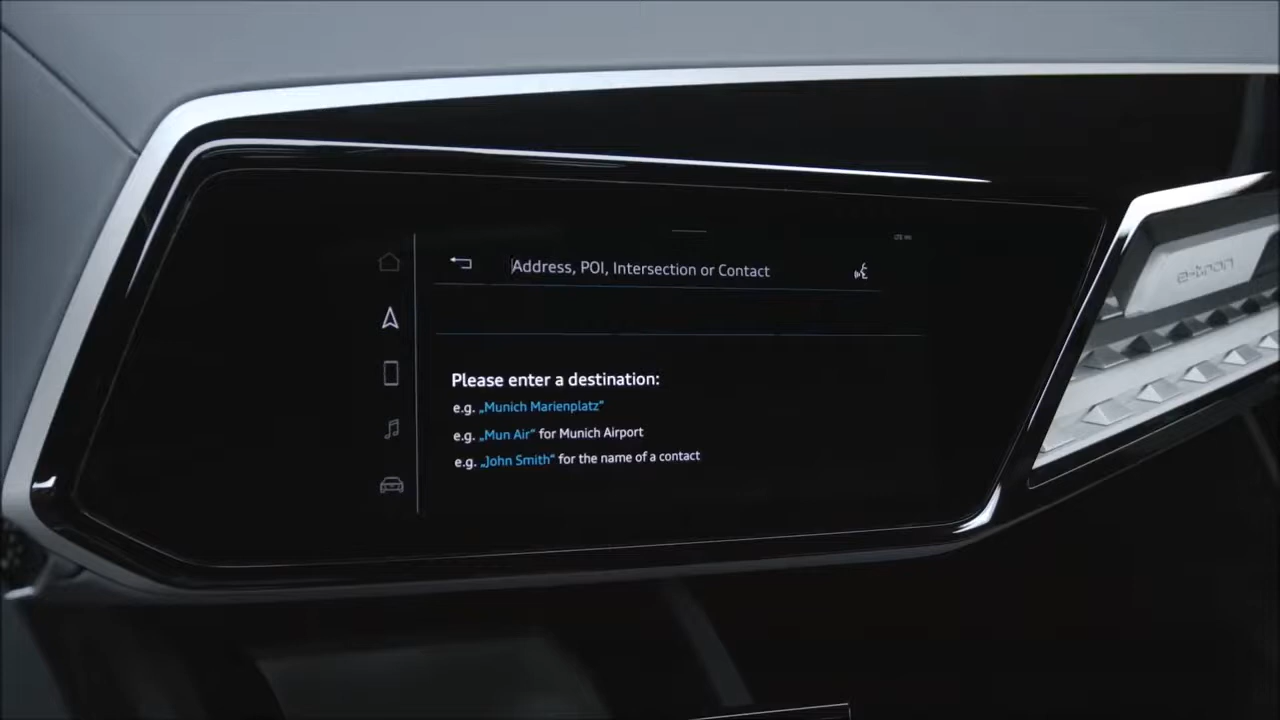 Address, POI, Intersection or Contact
e-tron
Please enter a destination:
e.g. „Munich Marienplatz“
e.g. „Mun Air“ for Munich Airport
e.g. „John Smith“ for the name of a contact